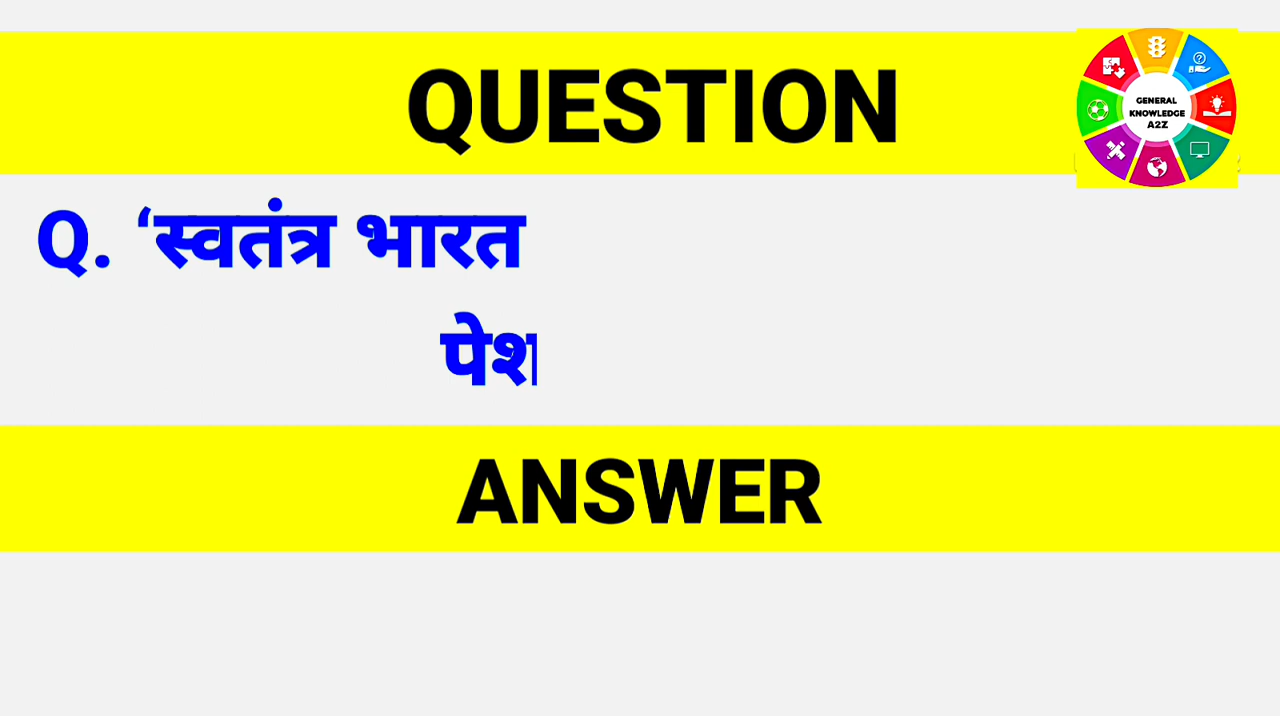 QUESTION
GENERAL
KNOWLEDGE
A2Z
Q. ‘स्वतंत्र भारत
पेश
ANSWER